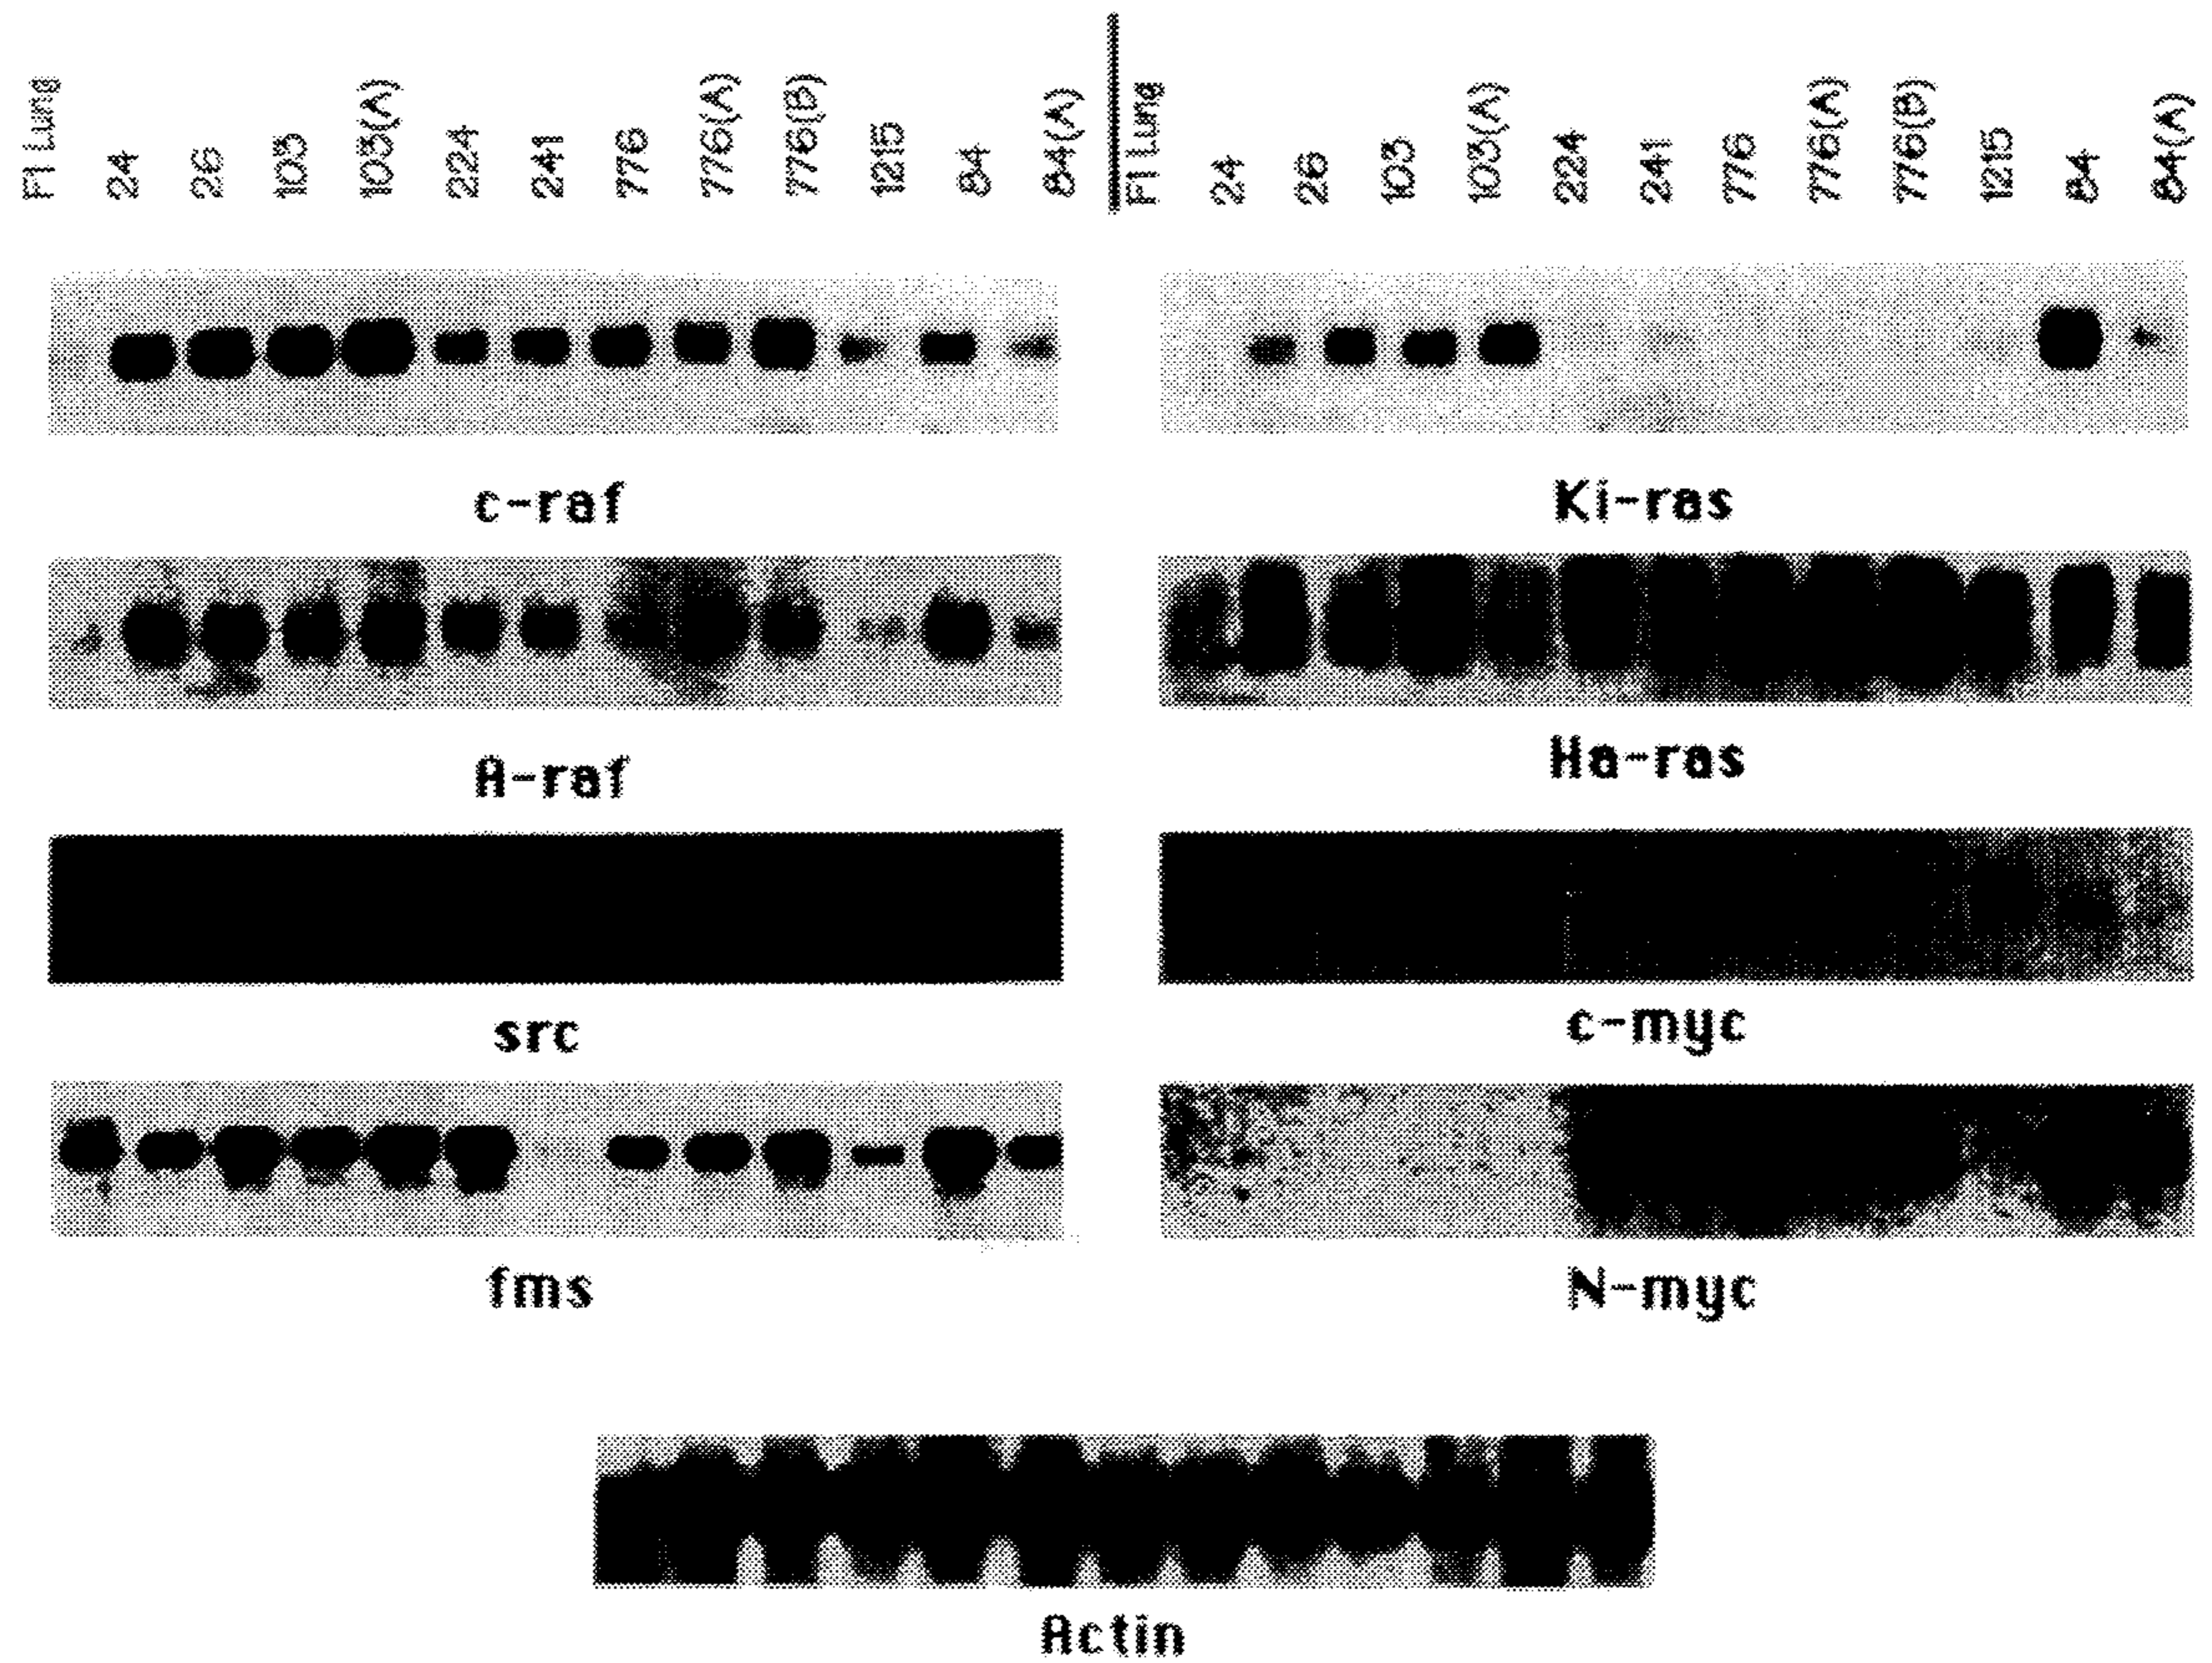 F1 Lung 24 26 103 103(A) 224 241 776 776(A) 776(B) 1215 84 84(A) F1 Lung 24 26 103 103(A) 224 241 776 776(A) 776(B) 1215 84 84(A)
c-raf Ki-ras
A-raf Ha-ras
src c-myc
fms N-myc
Actin